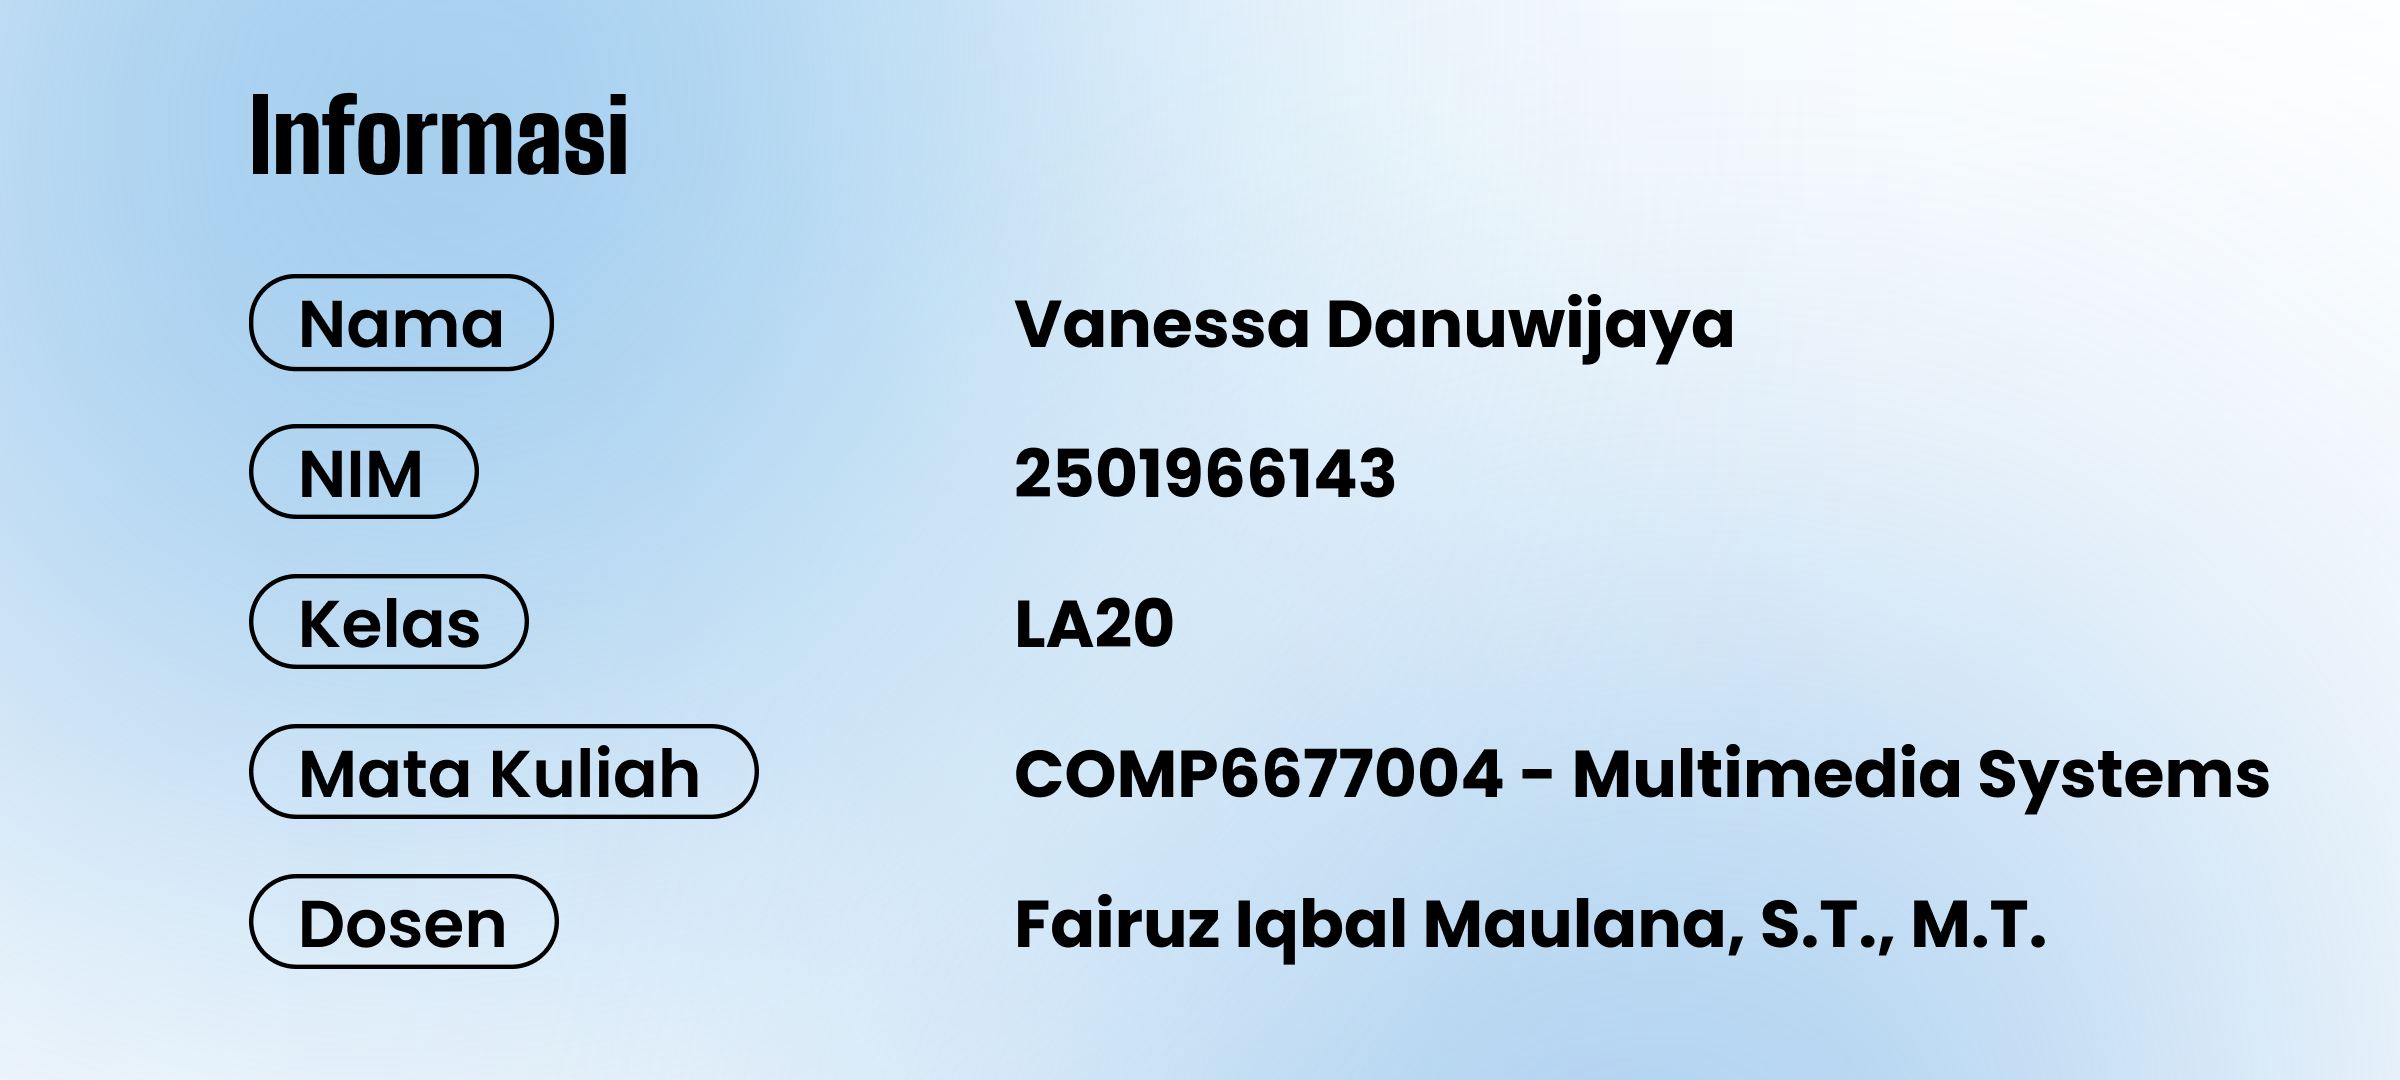 Informasi
Nama Vanessa Danuwijaya
NIM 2501966143
Kelas LA20
Mata Kuliah COMP6677004 - Multimedia Systems
Dosen Fairuz Iqbal Maulana, S.T., M.T.